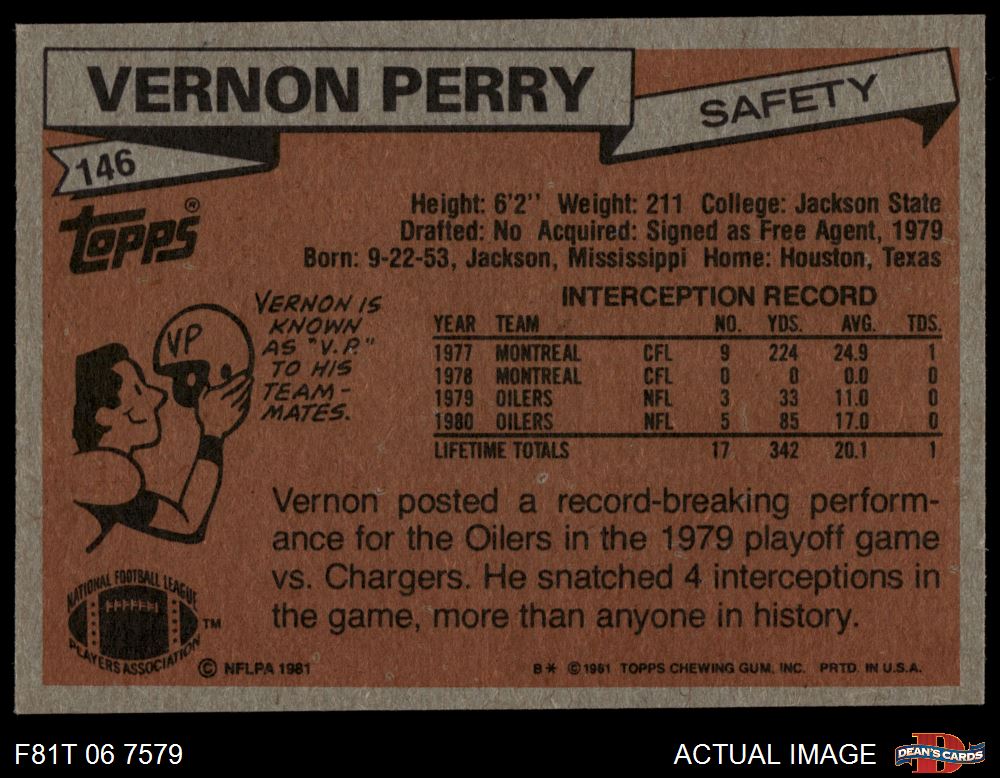 VERNON PERRY
SAFETY
146
TOPPS®
Height: 6'2'' Weight: 211 College: Jackson State
Drafted: No Acquired: Signed as Free Agent, 1979
Born: 9-22-53, Jackson, Mississippi Home: Houston, Texas
VERNON IS
KNOWN
AS "V.P."
TO HIS
TEAM-
MATES.
VP
INTERCEPTION RECORD
YEAR TEAM NO. YDS. AVG. TDS.
1977 MONTREAL CFL 9 224 24.9 1
1978 MONTREAL CFL 0 0 0.0 0
1979 OILERS NFL 3 33 11.0 0
1980 OILERS NFL 5 85 17.0 0
LIFETIME TOTALS 17 342 20.1 1
Vernon posted a record-breaking perform-
ance for the Oilers in the 1979 playoff game
vs. Chargers. He snatched 4 interceptions in
the game, more than anyone in history.
NATIONAL FOOTBALL LEAGUE
PLAYERS ASSOCIATION
TM
© NFLPA 1981
B* © 1981 TOPPS CHEWING GUM, INC. PRTD. IN U.S.A.
F81T 06 7579
ACTUAL IMAGE
D
DEAN'S CARDS